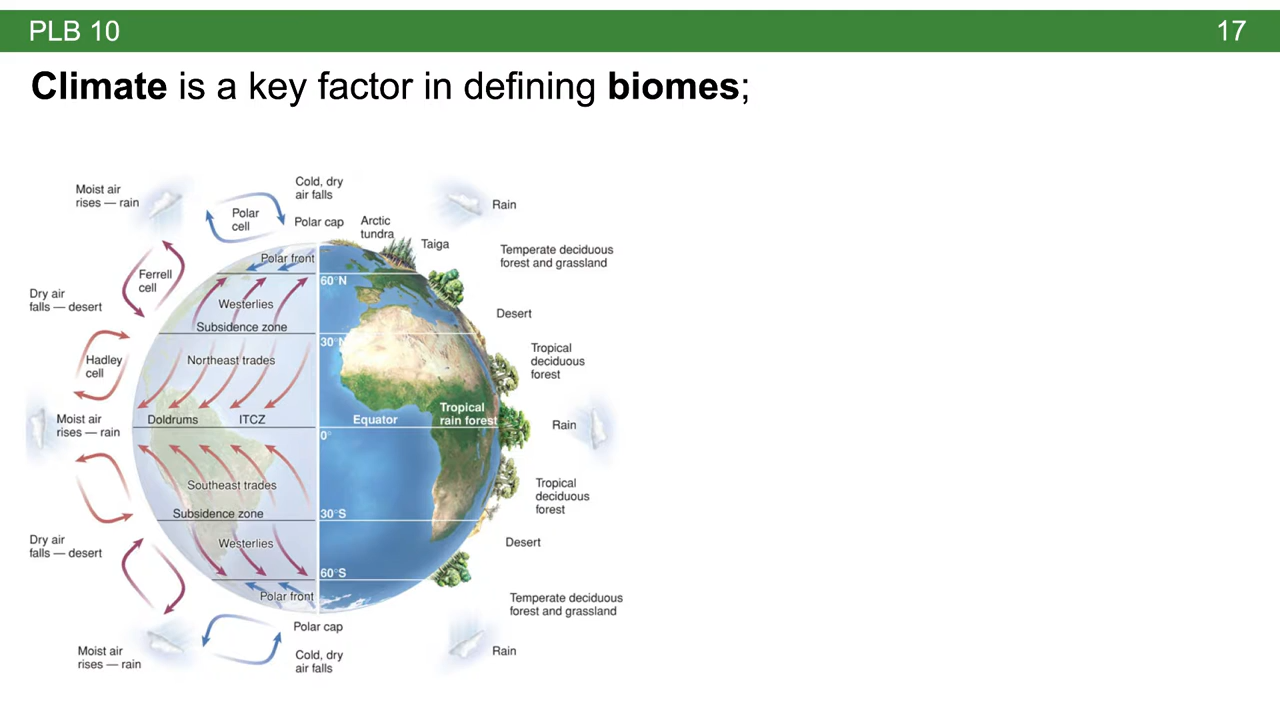 PLB 10
17
Climate is a key factor in defining biomes;
Moist air
rises — rain
Polar
cell
Cold, dry
air falls
Polar cap
Arctic
tundra
Taiga
Rain
Temperate deciduous
forest and grassland
Polar front
60°N
Ferrell
cell
Westerlies
Dry air
falls — desert
Subsidence zone
30°N
Desert
Hadley
cell
Northeast trades
Tropical
deciduous
forest
Moist air
rises — rain
Doldrums
ITCZ
Equator
Tropical
rain forest
Rain
0°
Southeast trades
Tropical
deciduous
forest
Subsidence zone
30°S
Dry air
falls — desert
Westerlies
Desert
60°S
Polar front
Temperate deciduous
forest and grassland
Polar cap
Moist air
rises — rain
Cold, dry
air falls
Rain